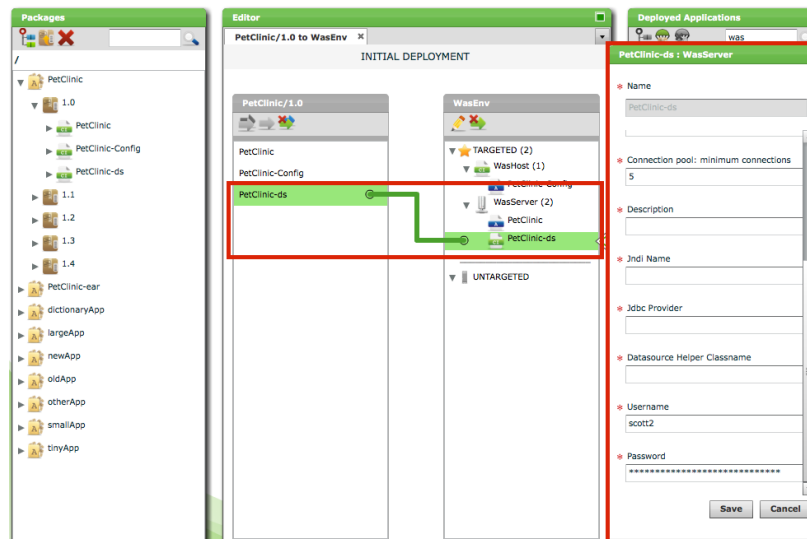 Packages
/
PetClinic
1.0
PetClinic
PetClinic-Config
PetClinic-ds
1.1
1.2
1.3
1.4
PetClinic-ear
dictionaryApp
largeApp
newApp
oldApp
otherApp
smallApp
tinyApp
Editor
PetClinic/1.0 to WasEnv
INITIAL DEPLOYMENT
PetClinic/1.0
PetClinic
PetClinic-Config
PetClinic-ds
WasEnv
TARGETED (2)
WasHost (1)
PetClinic-Config
WasServer (2)
PetClinic
PetClinic-ds
UNTARGETED
Deployed Applications
was
PetClinic-ds : WasServer
* Name
PetClinic-ds
* Connection pool: minimum connections
5
* Description
* Jndi Name
* Jdbc Provider
* Datasource Helper Classname
* Username
scott2
* Password
Save Cancel